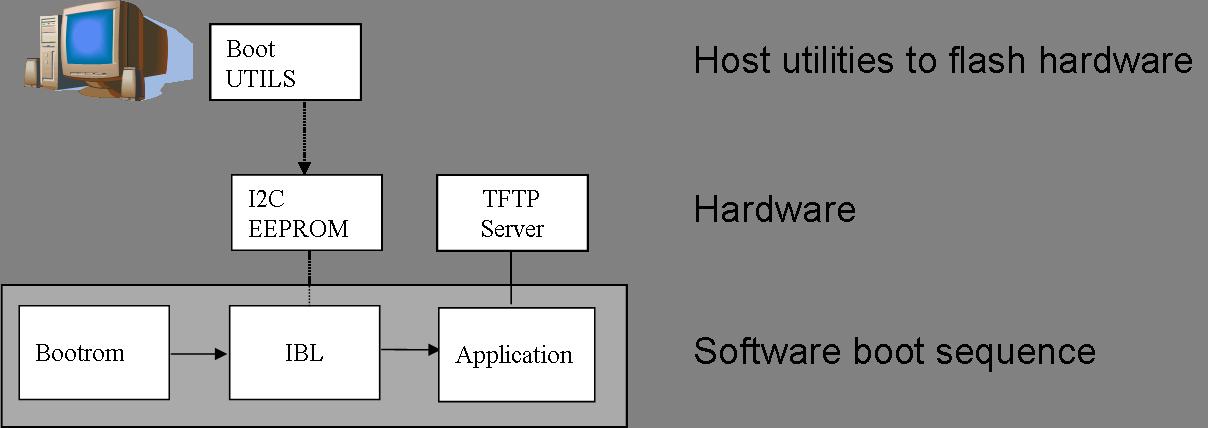 Boot
UTILS
Host utilities to flash hardware
I2C
EEPROM
TFTP
Server
Hardware
Bootrom
IBL
Application
Software boot sequence